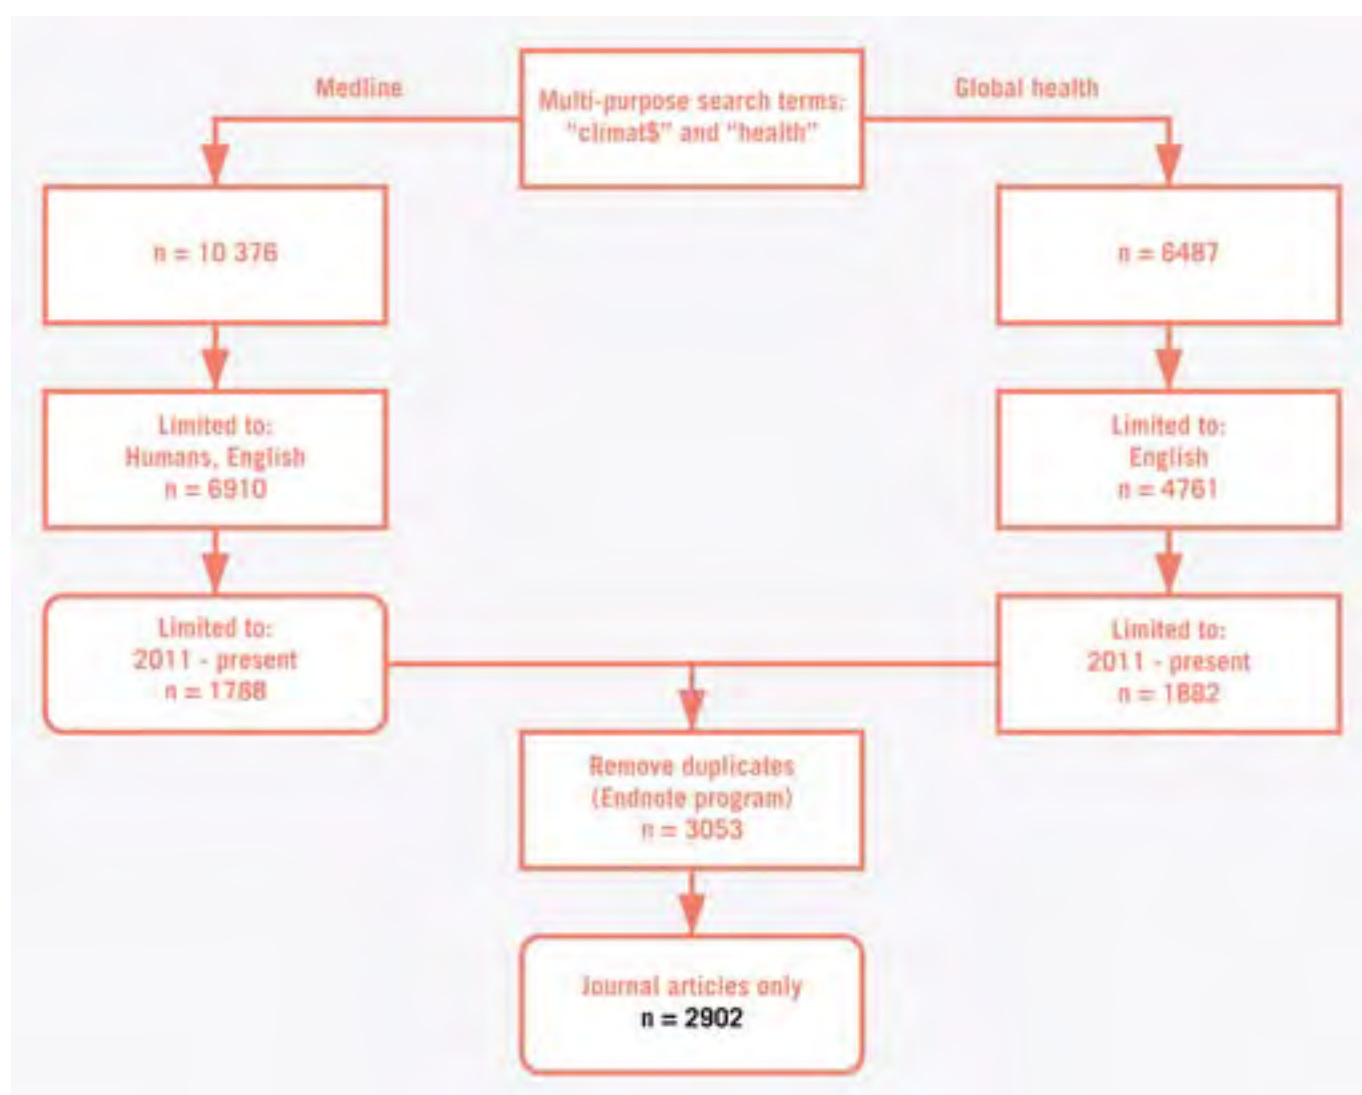 Medline
Multi-purpose search terms:
"climat$" and "health"
Global health
n = 10 376
n = 6487
Limited to:
Humans, English
n = 6910
Limited to:
English
n = 4761
Limited to:
2011 - present
n = 1788
Limited to:
2011 - present
n = 1882
Remove duplicates
(Endnote program)
n = 3053
Journal articles only
n = 2902